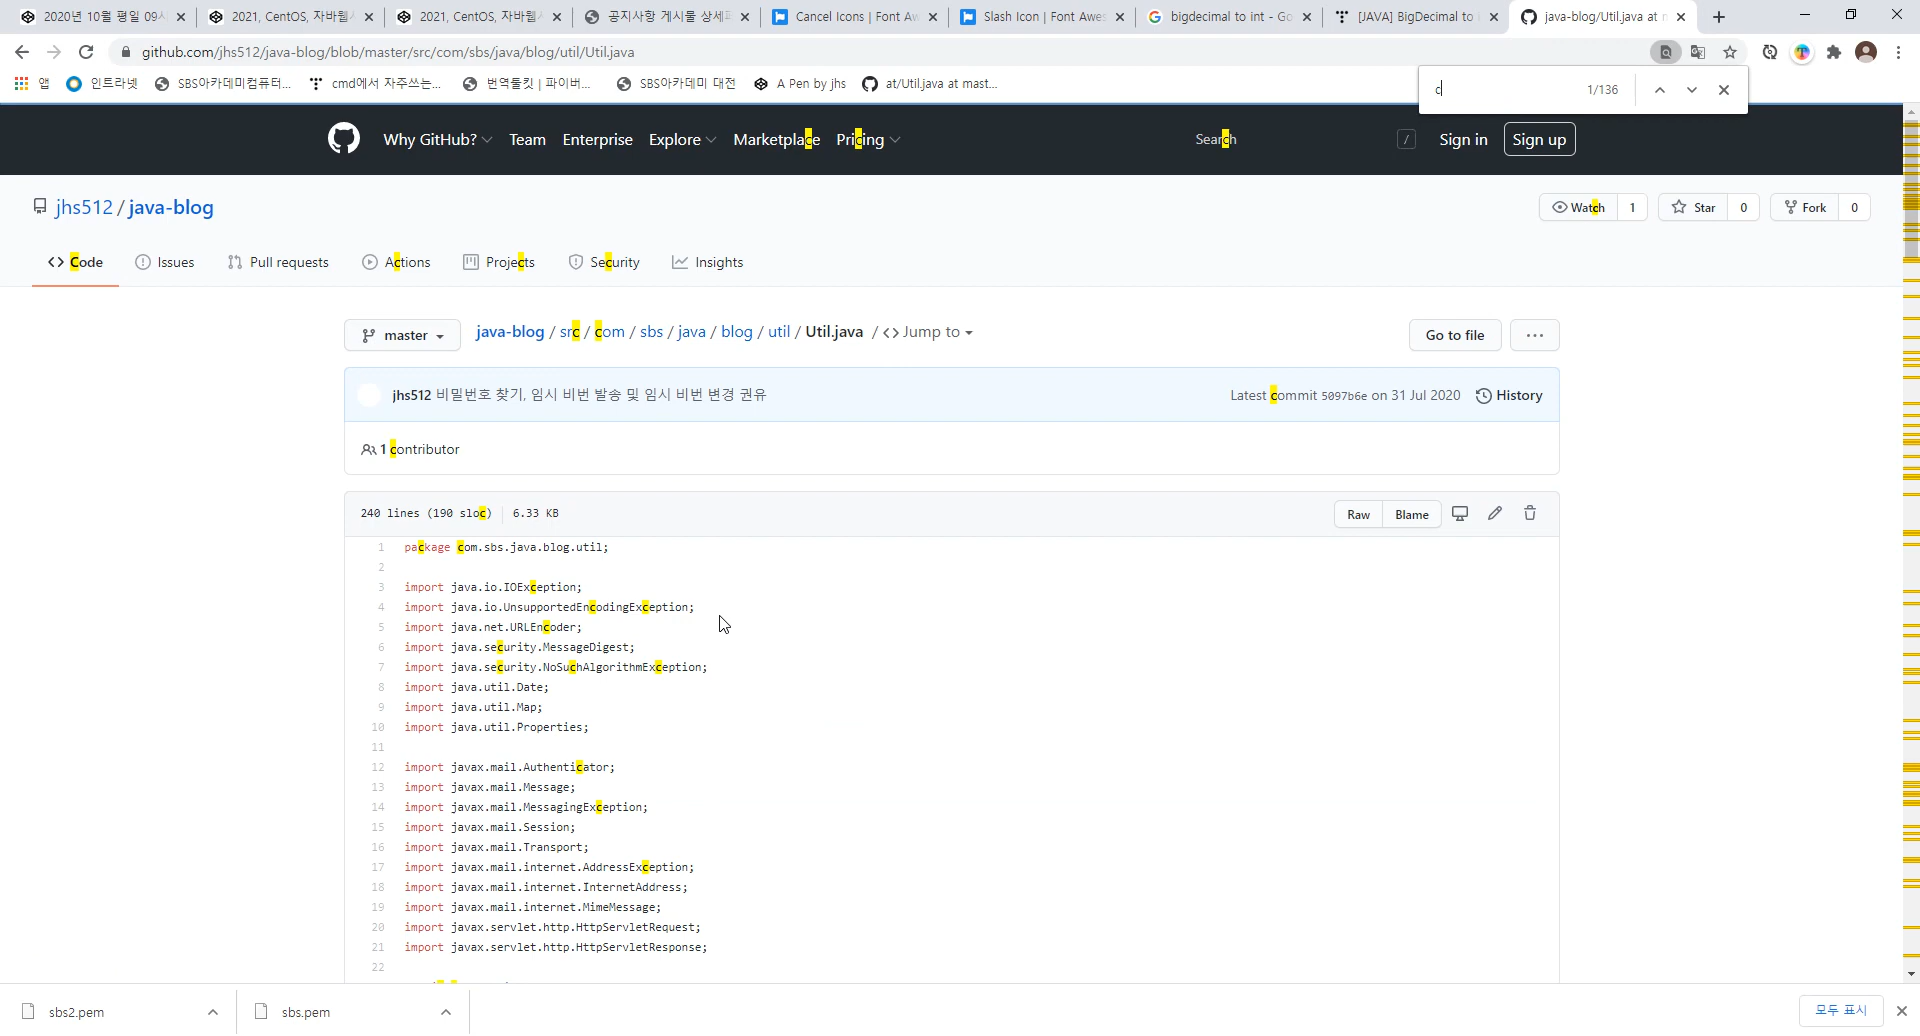 2020년 10월 평일 09시
2021, CentOS, 자바웹시
2021, CentOS, 자바웹시
공지사항 게시물 상세
Cancel Icons | Font Aw
Slash Icon | Font Awes
bigdecimal to int - Go
[JAVA] BigDecimal to i
java-blog/Util.java at m
github.com/jhs512/java-blog/blob/master/src/com/sbs/java/blog/util/Util.java
앱
인트라넷
SBS아카데미컴퓨터...
cmd에서 자주쓰는...
번역툴킷 | 파이버...
SBS아카데미 대전
A Pen by jhs
at/Util.java at mast...
c
1/136
Why GitHub?
Team
Enterprise
Explore
Marketplace
Pricing
Search
/
Sign in
Sign up
jhs512 / java-blog
Watch
1
Star
0
Fork
0
<> Code
Issues
Pull requests
Actions
Projects
Security
Insights
master
java-blog / src / com / sbs / java / blog / util / Util.java / <> Jump to
Go to file
...
jhs512 비밀번호 찾기, 임시 비번 발송 및 임시 비번 변경 권유
Latest commit 5097b6e on 31 Jul 2020
History
1 contributor
240 lines (190 sloc)
6.33 KB
Raw
Blame
1 package com.sbs.java.blog.util;
2
3 import java.io.IOException;
4 import java.io.UnsupportedEncodingException;
5 import java.net.URLEncoder;
6 import java.security.MessageDigest;
7 import java.security.NoSuchAlgorithmException;
8 import java.util.Date;
9 import java.util.Map;
10 import java.util.Properties;
11
12 import javax.mail.Authenticator;
13 import javax.mail.Message;
14 import javax.mail.MessagingException;
15 import javax.mail.Session;
16 import javax.mail.Transport;
17 import javax.mail.internet.AddressException;
18 import javax.mail.internet.InternetAddress;
19 import javax.mail.internet.MimeMessage;
20 import javax.servlet.http.HttpServletRequest;
21 import javax.servlet.http.HttpServletResponse;
22
sbs2.pem
sbs.pem
모두 표시